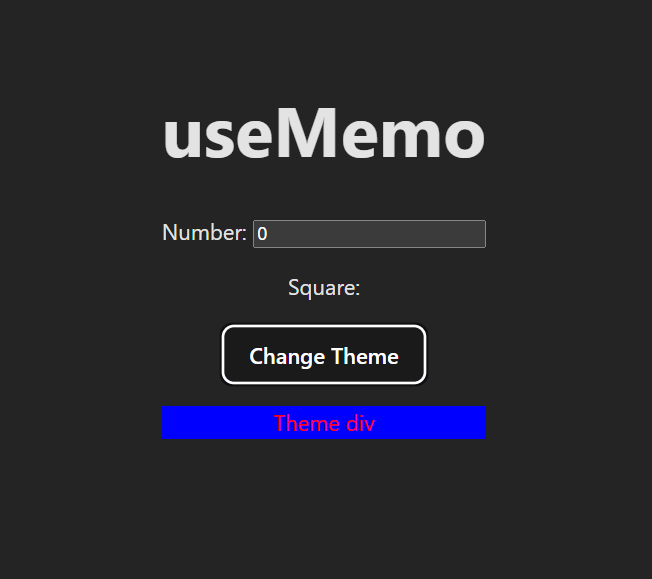 useMemo
Number: 0
Square:
Change Theme
Theme div